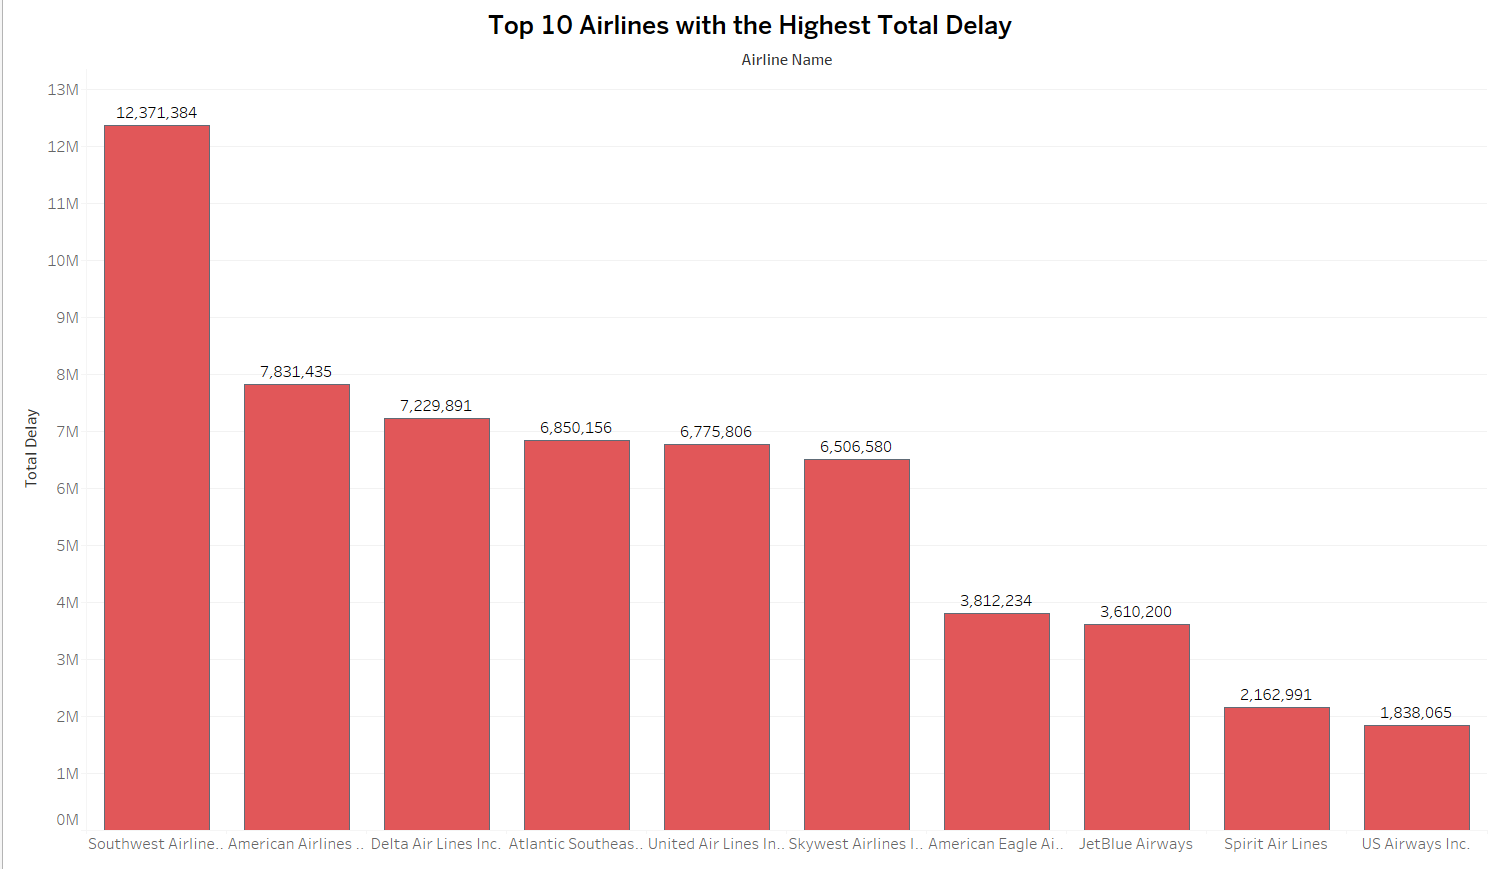 Top 10 Airlines with the Highest Total Delay
Airline Name
Total Delay
13M
12M
11M
10M
9M
8M
7M
6M
5M
4M
3M
2M
1M
0M
12,371,384
7,831,435
7,229,891
6,850,156
6,775,806
6,506,580
3,812,234
3,610,200
2,162,991
1,838,065
Southwest Airline.. American Airlines .. Delta Air Lines Inc. Atlantic Southeas.. United Air Lines In.. Skywest Airlines I.. American Eagle Ai.. JetBlue Airways Spirit Air Lines US Airways Inc.